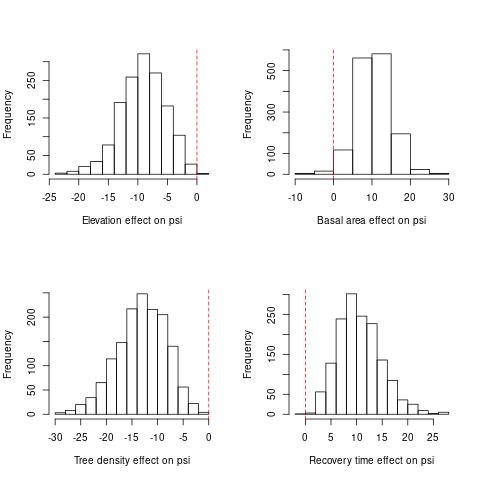 Frequency
0 50 150 250
-25 -20 -15 -10 -5 0
Elevation effect on psi
Frequency
0 100 300 500
-10 0 10 20 30
Basal area effect on psi
Frequency
0 50 100 200
-30 -25 -20 -15 -10 -5 0
Tree density effect on psi
Frequency
0 50 150 250
0 5 10 15 20 25
Recovery time effect on psi